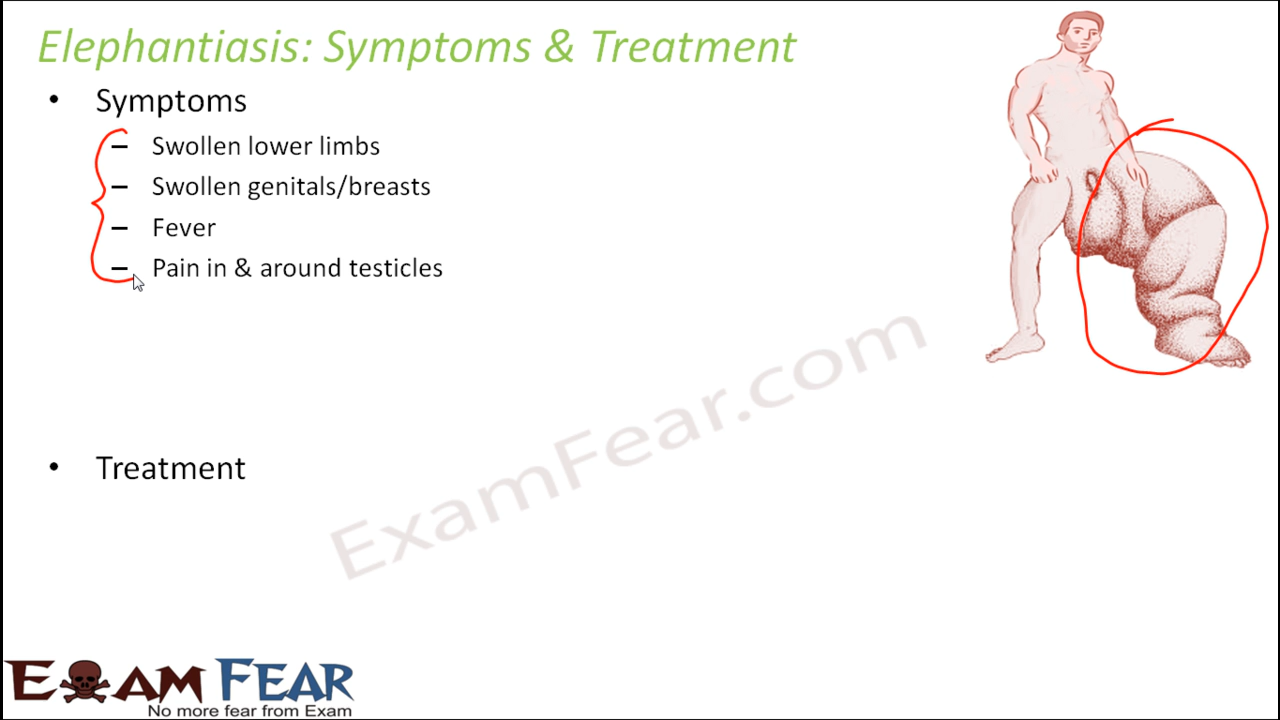 Elephantiasis: Symptoms & Treatment
• Symptoms
– Swollen lower limbs
– Swollen genitals/breasts
– Fever
– Pain in & around testicles
ExamFear.com
• Treatment
EXAM FEAR
No more fear from Exam